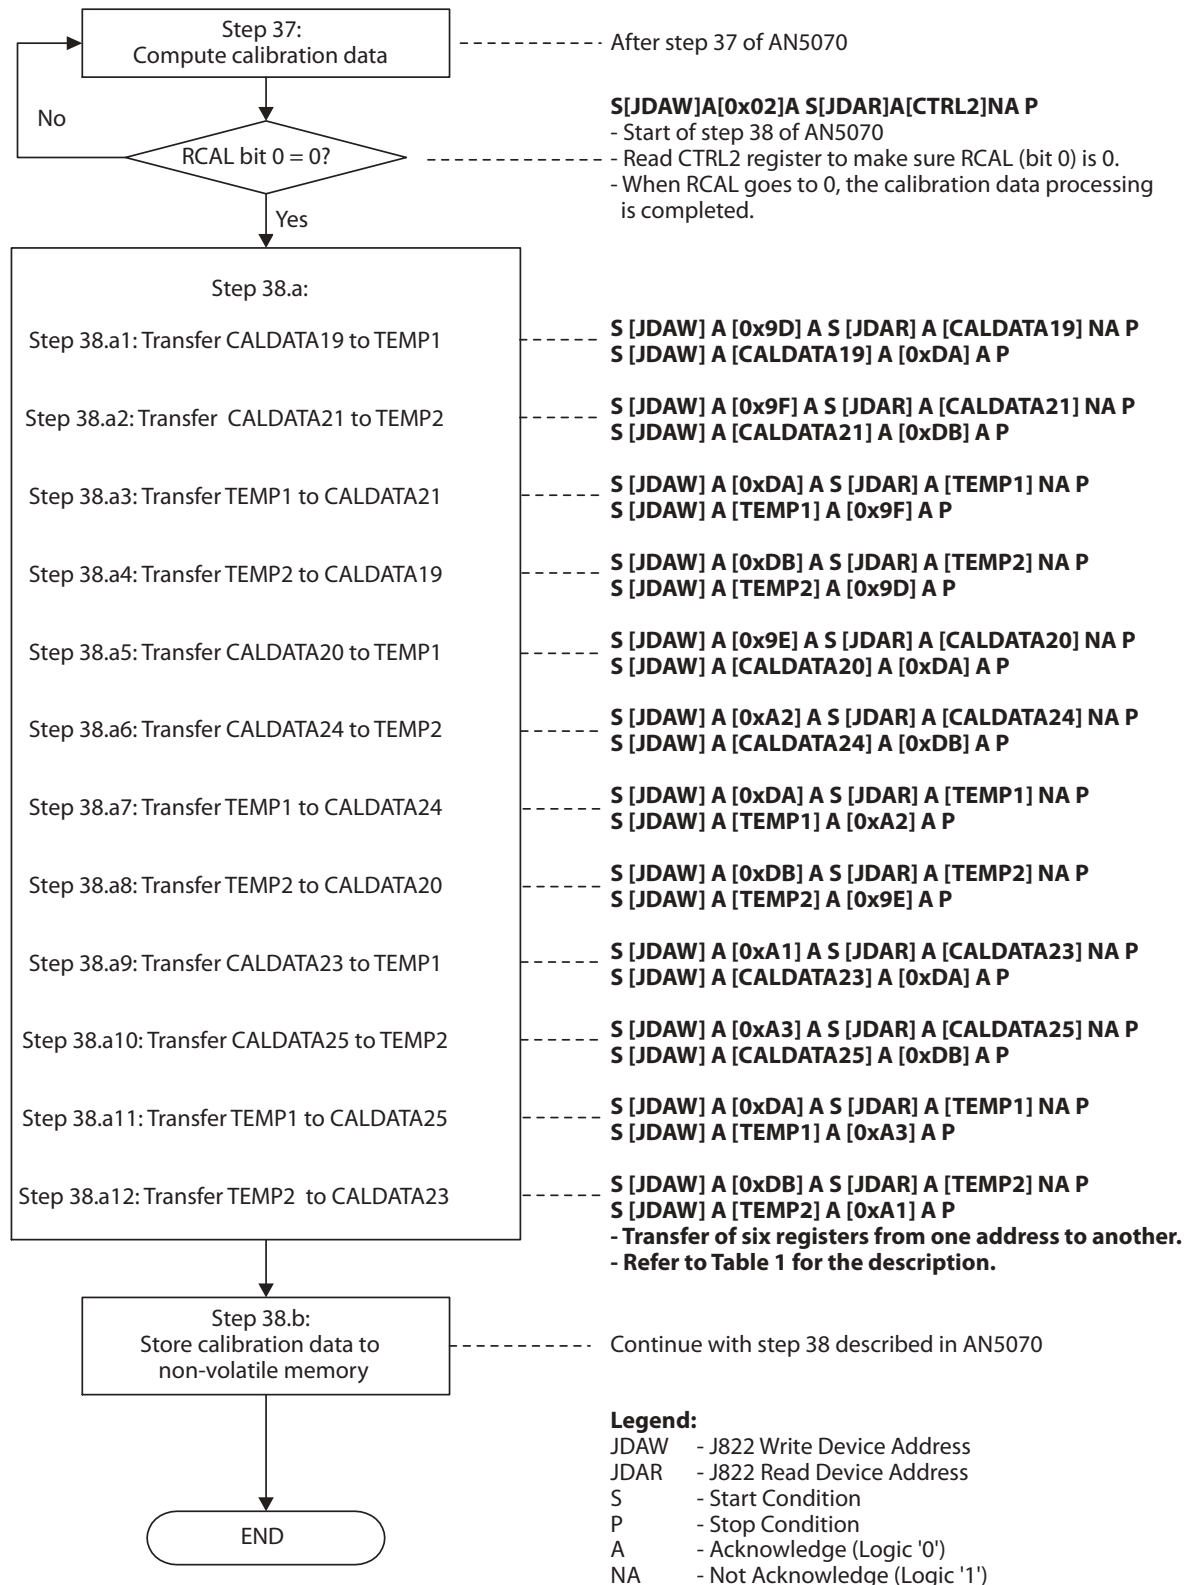 Step 37:
Compute calibration data
After step 37 of AN5070
No
S[JDAW]A[0x02]A S[JDAR]A[CTRL2]NA P
- Start of step 38 of AN5070
RCAL bit 0 = 0?
- Read CTRL2 register to make sure RCAL (bit 0) is 0.
- When RCAL goes to 0, the calibration data processing
is completed.
Yes
Step 38.a:
Step 38.a1: Transfer CALDATA19 to TEMP1
S [JDAW] A [0x9D] A S [JDAR] A [CALDATA19] NA P
S [JDAW] A [CALDATA19] A [0xDA] A P
Step 38.a2: Transfer CALDATA21 to TEMP2
S [JDAW] A [0x9F] A S [JDAR] A [CALDATA21] NA P
S [JDAW] A [CALDATA21] A [0xDB] A P
Step 38.a3: Transfer TEMP1 to CALDATA21
S [JDAW] A [0xDA] A S [JDAR] A [TEMP1] NA P
S [JDAW] A [TEMP1] A [0x9F] A P
Step 38.a4: Transfer TEMP2 to CALDATA19
S [JDAW] A [0xDB] A S [JDAR] A [TEMP2] NA P
S [JDAW] A [TEMP2] A [0x9D] A P
Step 38.a5: Transfer CALDATA20 to TEMP1
S [JDAW] A [0x9E] A S [JDAR] A [CALDATA20] NA P
S [JDAW] A [CALDATA20] A [0xDA] A P
Step 38.a6: Transfer CALDATA24 to TEMP2
S [JDAW] A [0xA2] A S [JDAR] A [CALDATA24] NA P
S [JDAW] A [CALDATA24] A [0xDB] A P
Step 38.a7: Transfer TEMP1 to CALDATA24
S [JDAW] A [0xDA] A S [JDAR] A [TEMP1] NA P
S [JDAW] A [TEMP1] A [0xA2] A P
Step 38.a8: Transfer TEMP2 to CALDATA20
S [JDAW] A [0xDB] A S [JDAR] A [TEMP2] NA P
S [JDAW] A [TEMP2] A [0x9E] A P
Step 38.a9: Transfer CALDATA23 to TEMP1
S [JDAW] A [0xA1] A S [JDAR] A [CALDATA23] NA P
S [JDAW] A [CALDATA23] A [0xDA] A P
Step 38.a10: Transfer CALDATA25 to TEMP2
S [JDAW] A [0xA3] A S [JDAR] A [CALDATA25] NA P
S [JDAW] A [CALDATA25] A [0xDB] A P
Step 38.a11: Transfer TEMP1 to CALDATA25
S [JDAW] A [0xDA] A S [JDAR] A [TEMP1] NA P
S [JDAW] A [TEMP1] A [0xA3] A P
Step 38.a12: Transfer TEMP2 to CALDATA23
S [JDAW] A [0xDB] A S [JDAR] A [TEMP2] NA P
S [JDAW] A [TEMP2] A [0xA1] A P
- Transfer of six registers from one address to another.
- Refer to Table 1 for the description.
Step 38.b:
Store calibration data to
non-volatile memory
Continue with step 38 described in AN5070
END
Legend:
JDAW - J822 Write Device Address
JDAR - J822 Read Device Address
S - Start Condition
P - Stop Condition
A - Acknowledge (Logic '0')
NA - Not Acknowledge (Logic '1')